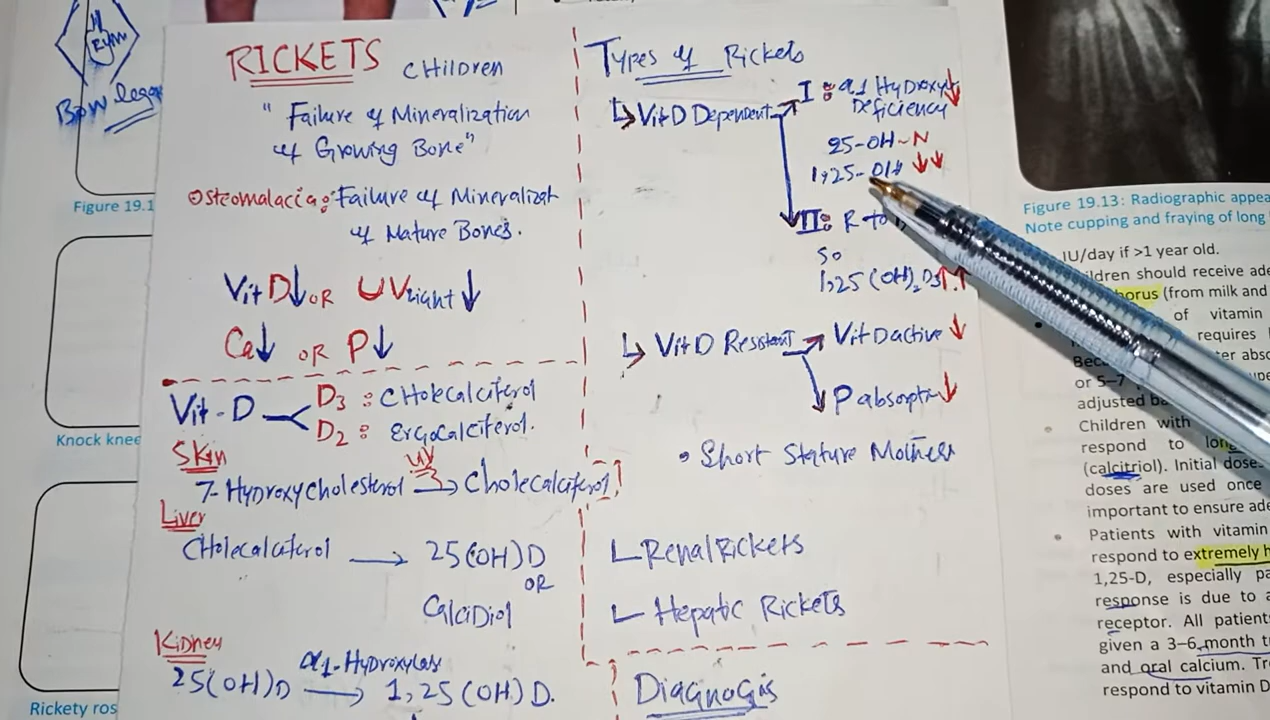 Rym
Bow legs
Figure 19.1
Knock knee
Rickety ros
RICKETS CHildren
"Failure of Mineralization
of Growing Bone"
Osteomalacia: Failure of Mineralizat
of Mature Bones.
Vit D↓ OR UV Light ↓
Ca↓ OR P↓
Vit-D
D3 : CHolecalciferol
D2 : Ergocalciferol.
Skin
UV
7-Hydroxycholesterol → Cholecalciferol
Liver
CHolecalciferol → 25(OH)D
OR
CalciDiol
Kidney
α1-Hydroxylas
25(OH)D → 1,25(OH)D.
Types of Rickets
↳ Vit D Dependent
I : α1 HyDroxyl ↓
Deficiency
25-OH~N
1,25-OH ↓↓
II: R to
so
1,25(OH)2D3↑↑
↳ Vit D Resistant → Vit D active ↓
P absorption ↓
• Short Stature Mother
Renal Rickets
Hepatic Rickets
Diagnosis
Figure 19.13: Radiographic appea
Note cupping and fraying of long
IU/day if >1 year old.
ildren should receive ade
horus (from milk and
of vitamin
requires
ter abso
or 5–7
adjusted ba
Children with
respond to
(calcitriol). Initial dose
doses are used once
important to ensure ade
Patients with vitamin
respond to extremely h
1,25-D, especially pa
response is due to a
receptor. All patient
given a 3–6 month t
and oral calcium. Tr
respond to vitamin D